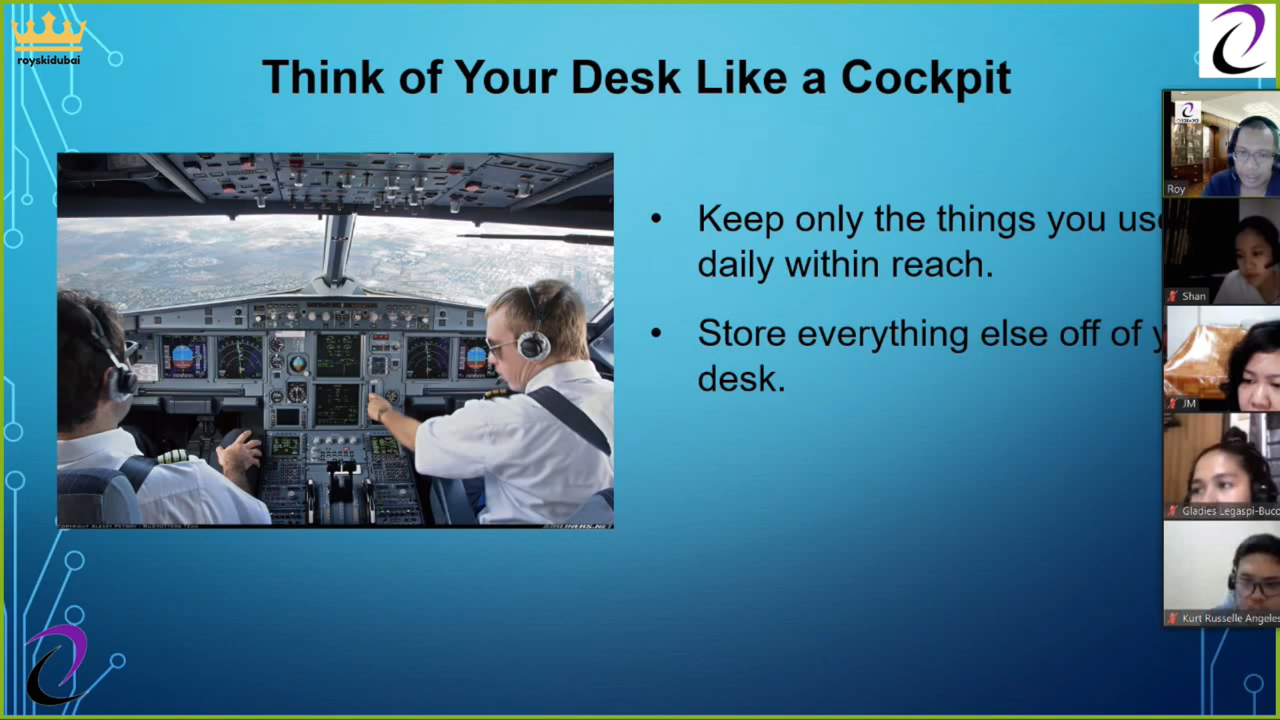 royskidubai
Think of Your Desk Like a Cockpit
• Keep only the things you use
daily within reach.
• Store everything else off of y
desk.
Roy
Shan
JM
Gladies Legaspi-Bucc
Kurt Russelle Angeles